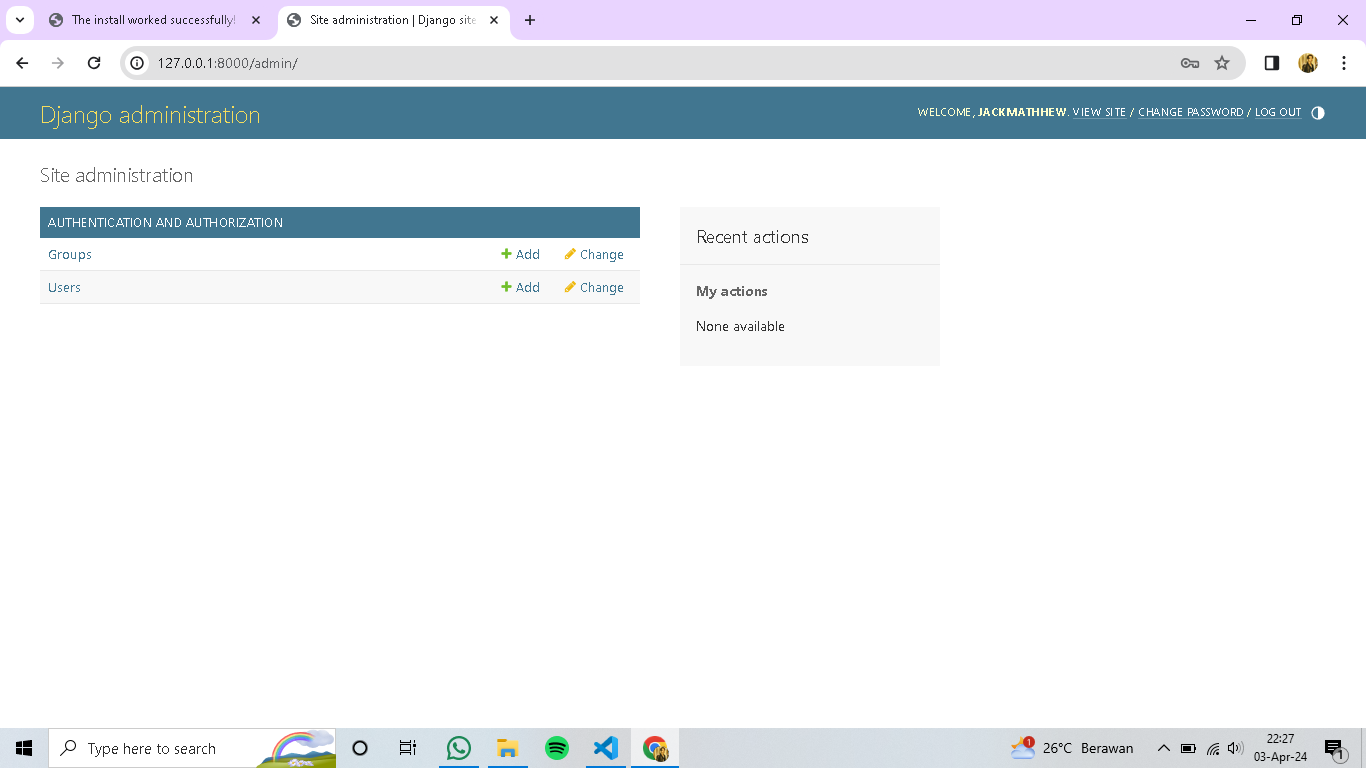 The install worked successfully!
Site administration | Django site
127.0.0.1:8000/admin/
Django administration
WELCOME, JACKMATHHEW. VIEW SITE / CHANGE PASSWORD / LOG OUT
Site administration
AUTHENTICATION AND AUTHORIZATION
Groups Add Change
Users Add Change
Recent actions
My actions
None available
Type here to search
1
26°C Berawan
22:27
03-Apr-24
1